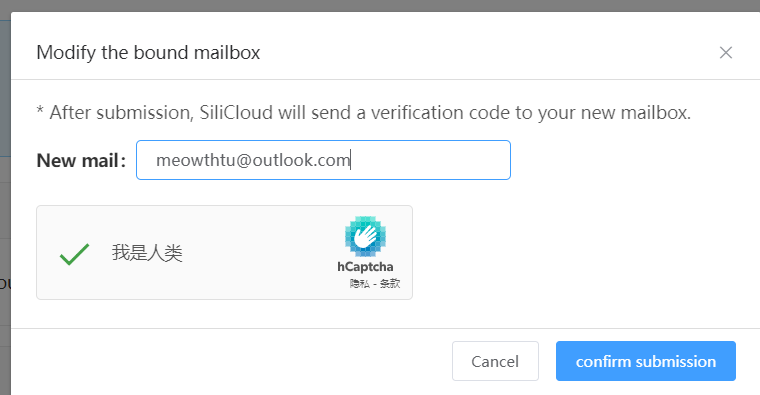 Modify the bound mailbox
* After submission, SiliCloud will send a verification code to your new mailbox.
New mail: meowthtu@outlook.com
我是人类
hCaptcha
隐私 - 条款
Cancel
confirm submission